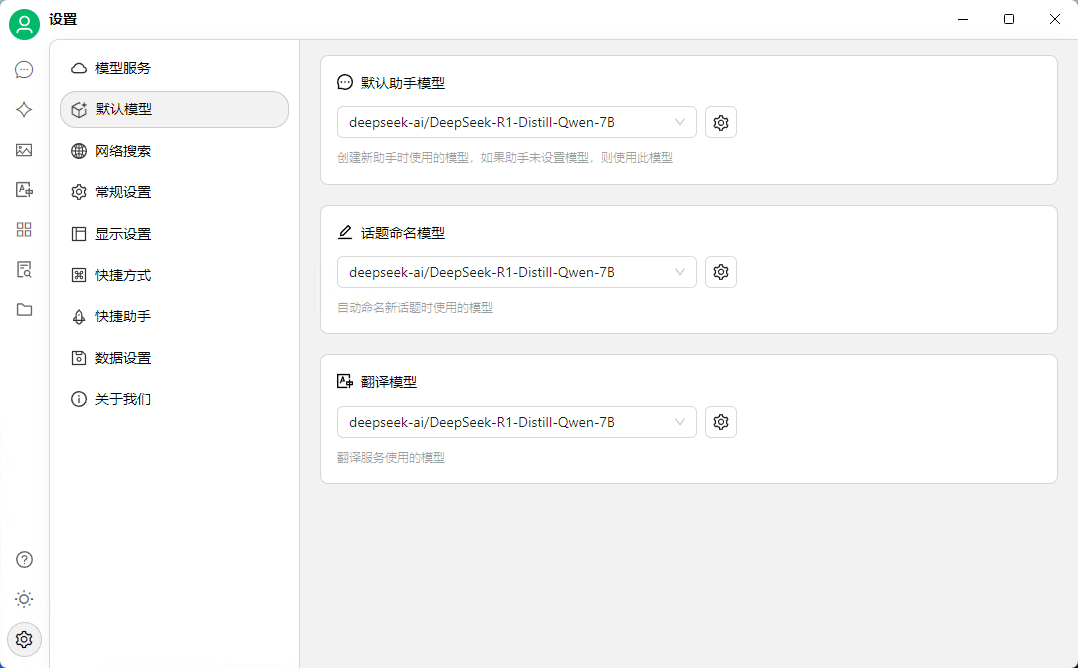 设置
模型服务
默认模型
网络搜索
常规设置
显示设置
快捷方式
快捷助手
数据设置
关于我们
默认助手模型
deepseek-ai/DeepSeek-R1-Distill-Qwen-7B
创建新助手时使用的模型，如果助手未设置模型，则使用此模型
话题命名模型
deepseek-ai/DeepSeek-R1-Distill-Qwen-7B
自动命名新话题时使用的模型
翻译模型
deepseek-ai/DeepSeek-R1-Distill-Qwen-7B
翻译服务使用的模型